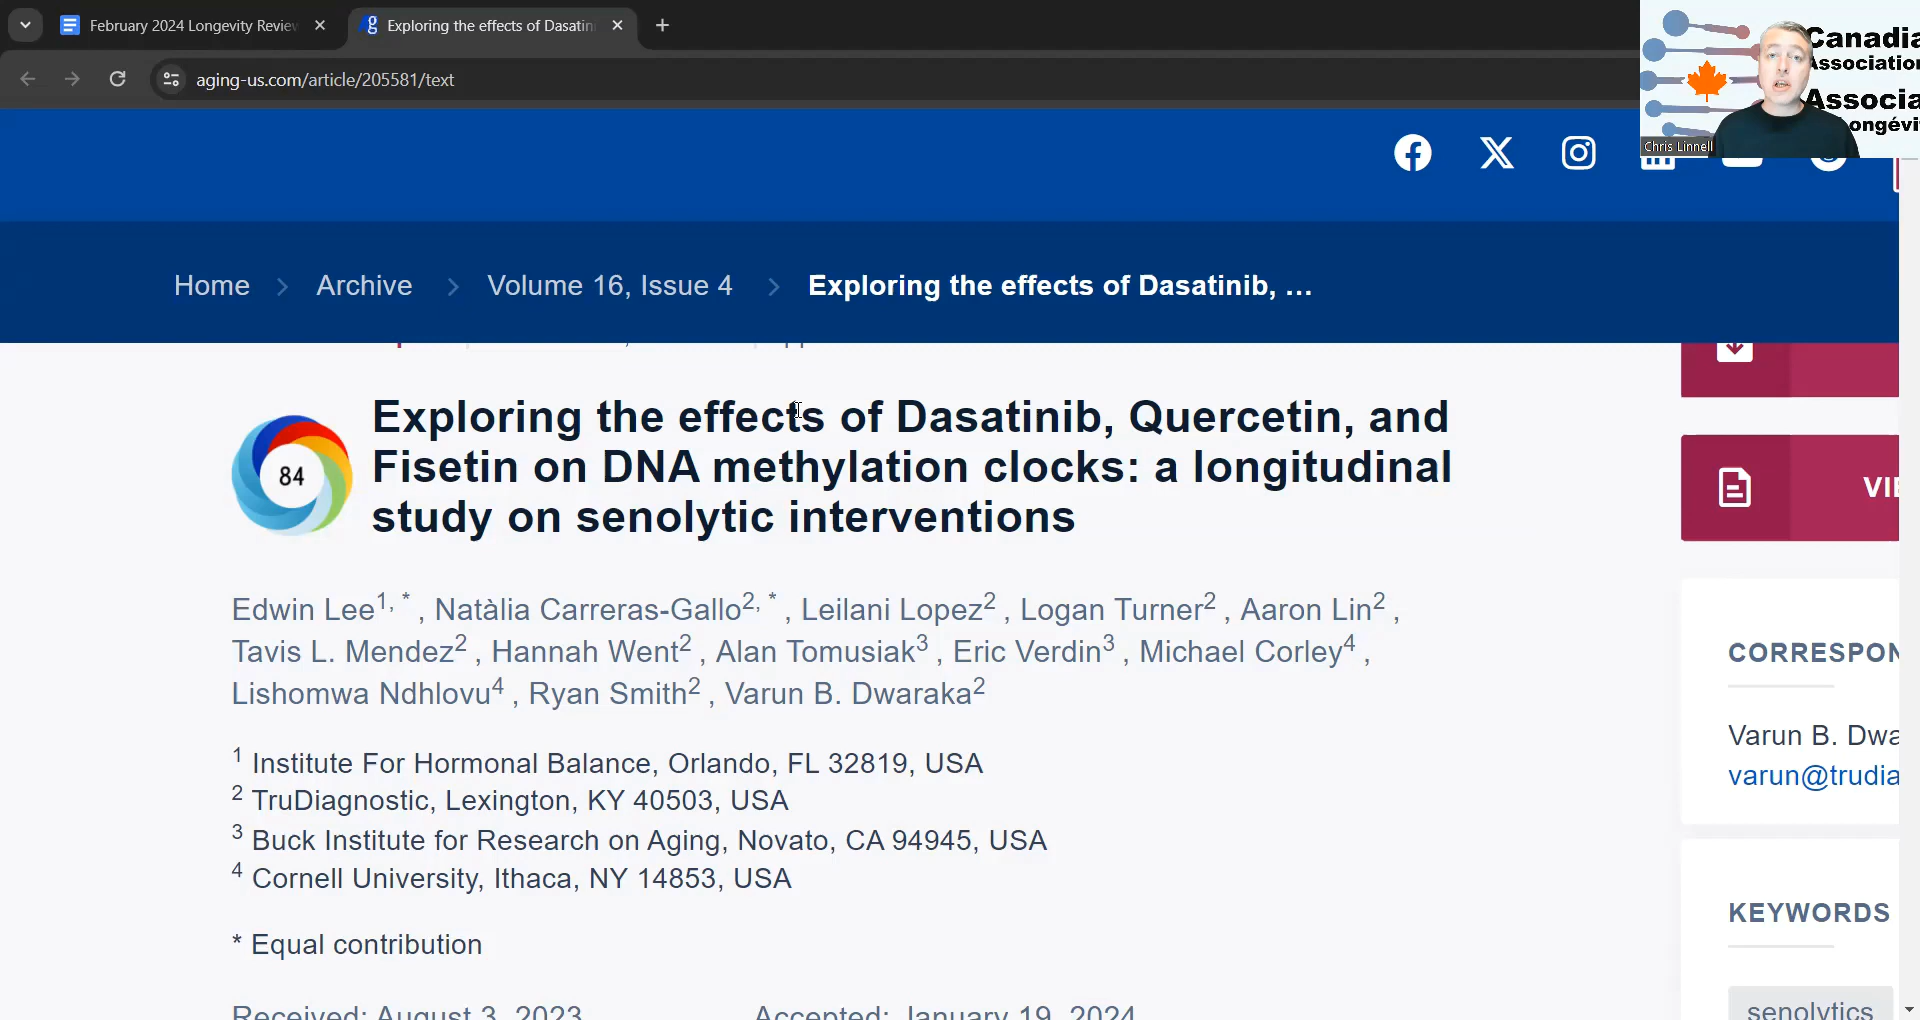 February 2024 Longevity Review
Exploring the effects of Dasatin
aging-us.com/article/205581/text
Canadia
Association
Associa
Longévi
Chris Linnell
Home > Archive > Volume 16, Issue 4 > Exploring the effects of Dasatinib, ...
84
Exploring the effects of Dasatinib, Quercetin, and
Fisetin on DNA methylation clocks: a longitudinal
study on senolytic interventions
VIE
Edwin Lee1, *, Natàlia Carreras-Gallo2, *, Leilani Lopez2, Logan Turner2, Aaron Lin2,
Tavis L. Mendez2, Hannah Went2, Alan Tomusiak3, Eric Verdin3, Michael Corley4,
Lishomwa Ndhlovu4, Ryan Smith2, Varun B. Dwaraka2
1 Institute For Hormonal Balance, Orlando, FL 32819, USA
2 TruDiagnostic, Lexington, KY 40503, USA
3 Buck Institute for Research on Aging, Novato, CA 94945, USA
4 Cornell University, Ithaca, NY 14853, USA
* Equal contribution
Received: August 3, 2023 Accepted: January 19, 2024
CORRESPON
Varun B. Dwa
varun@trudia
KEYWORDS
senolytics